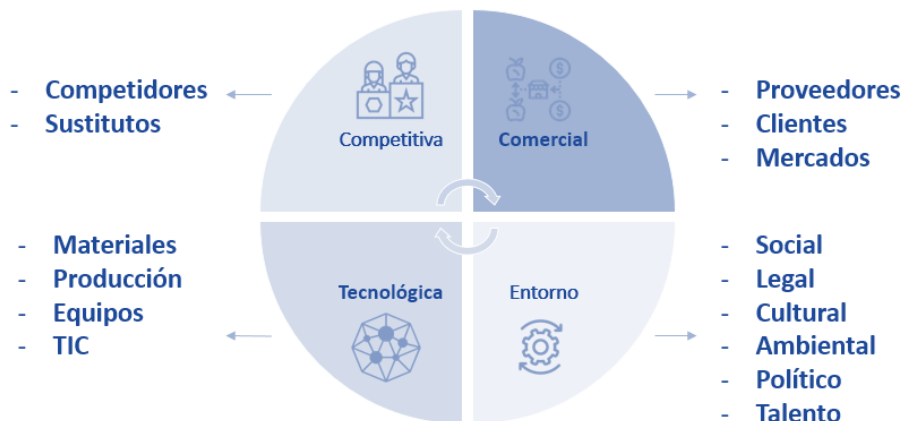 - Competidores
- Sustitutos
Competitiva
Comercial
- Proveedores
- Clientes
- Mercados
- Materiales
- Producción
- Equipos
- TIC
Tecnológica
Entorno
- Social
- Legal
- Cultural
- Ambiental
- Político
- Talento